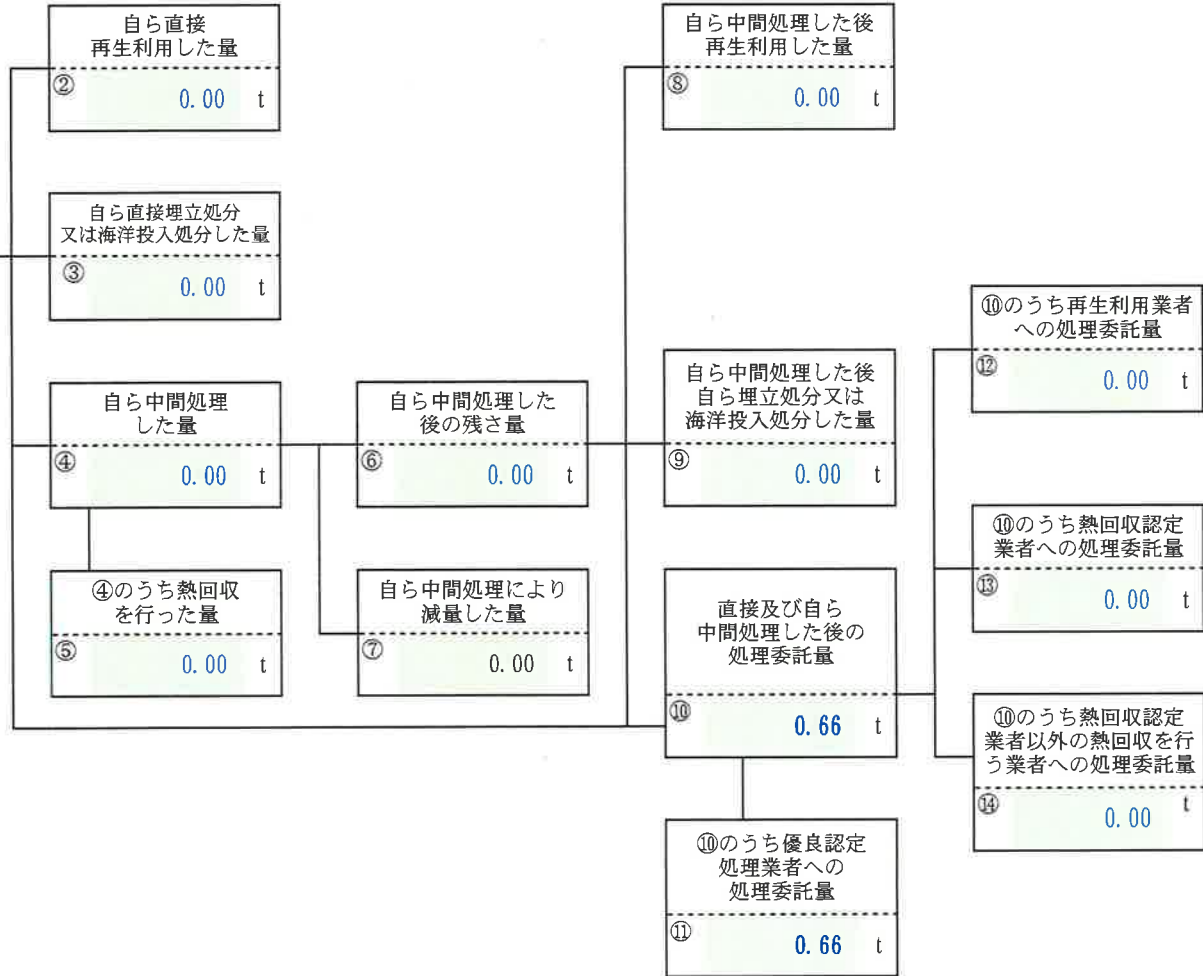 自ら直接
再生利用した量
②
0.00 t
自ら直接埋立処分
又は海洋投入処分した量
③
0.00 t
自ら中間処理
した量
④
0.00 t
④のうち熱回収
を行った量
⑤
0.00 t
自ら中間処理した
後の残さ量
⑥
0.00 t
自ら中間処理により
減量した量
⑦
0.00 t
自ら中間処理した後
再生利用した量
⑧
0.00 t
自ら中間処理した後
自ら埋立処分又は
海洋投入処分した量
⑨
0.00 t
直接及び自ら
中間処理した後の
処理委託量
⑩
0.66 t
⑩のうち優良認定
処理業者への
処理委託量
⑪
0.66 t
⑩のうち再生利用業者
への処理委託量
⑫
0.00 t
⑩のうち熱回収認定
業者への処理委託量
⑬
0.00 t
⑩のうち熱回収認定
業者以外の熱回収を行
う業者への処理委託量
⑭
0.00 t